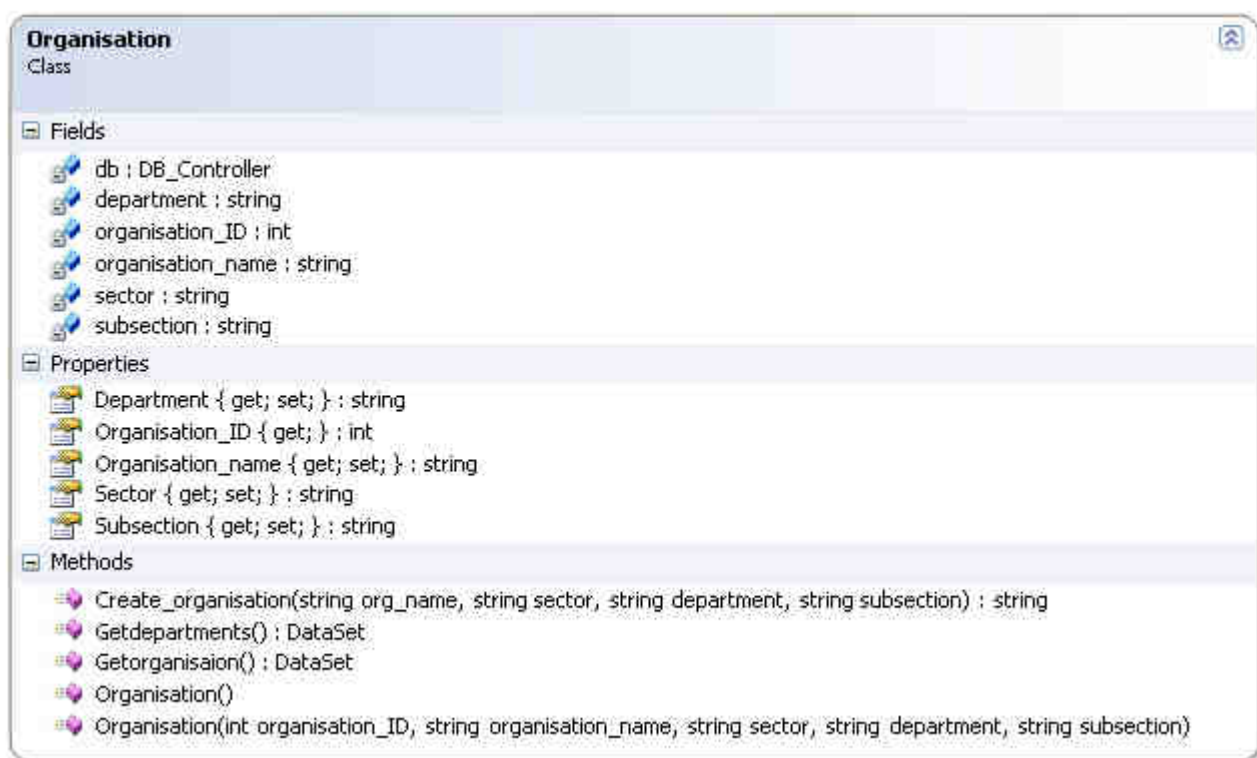 Organisation
Class
Fields
db : DB_Controller
department : string
organisation_ID : int
organisation_name : string
sector : string
subsection : string
Properties
Department { get; set; } : string
Organisation_ID { get; } : int
Organisation_name { get; set; } : string
Sector { get; set; } : string
Subsection { get; set; } : string
Methods
Create_organisation(string org_name, string sector, string department, string subsection) : string
Getdepartments() : DataSet
Getorganisaion() : DataSet
Organisation()
Organisation(int organisation_ID, string organisation_name, string sector, string department, string subsection)